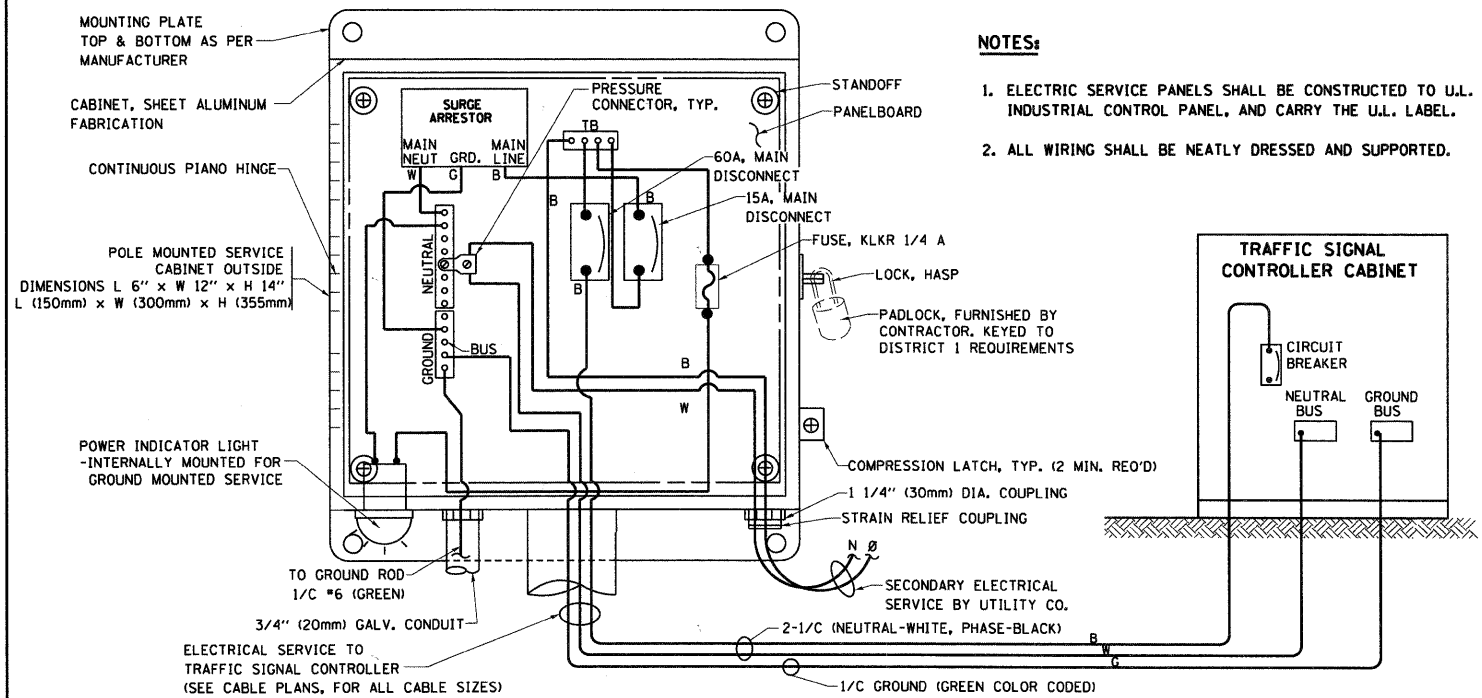 MOUNTING PLATE
TOP & BOTTOM AS PER
MANUFACTURER
CABINET, SHEET ALUMINUM
FABRICATION
CONTINUOUS PIANO HINGE
POLE MOUNTED SERVICE
CABINET OUTSIDE
DIMENSIONS L 6" x W 12" x H 14"
L (150mm) x W (300mm) x H (355mm)
POWER INDICATOR LIGHT
-INTERNALLY MOUNTED FOR
GROUND MOUNTED SERVICE
SURGE
ARRESTOR
MAIN
NEUT
GRD.
MAIN
LINE
W
G
B
PRESSURE
CONNECTOR, TYP.
TB
60A, MAIN
DISCONNECT
15A, MAIN
DISCONNECT
B
B
B
NEUTRAL
GROUND
BUS
B
W
STANDOFF
PANELBOARD
FUSE, KLKR 1/4 A
LOCK, HASP
PADLOCK, FURNISHED BY
CONTRACTOR. KEYED TO
DISTRICT 1 REQUIREMENTS
COMPRESSION LATCH, TYP. (2 MIN. REQ'D)
1 1/4" (30mm) DIA. COUPLING
STRAIN RELIEF COUPLING
N Ø
SECONDARY ELECTRICAL
SERVICE BY UTILITY CO.
TO GROUND ROD
1/C #6 (GREEN)
3/4" (20mm) GALV. CONDUIT
ELECTRICAL SERVICE TO
TRAFFIC SIGNAL CONTROLLER
(SEE CABLE PLANS, FOR ALL CABLE SIZES)
2-1/C (NEUTRAL-WHITE, PHASE-BLACK)
1/C GROUND (GREEN COLOR CODED)
B
W
G
NOTES:
1. ELECTRIC SERVICE PANELS SHALL BE CONSTRUCTED TO U.L.
INDUSTRIAL CONTROL PANEL, AND CARRY THE U.L. LABEL.
2. ALL WIRING SHALL BE NEATLY DRESSED AND SUPPORTED.
TRAFFIC SIGNAL
CONTROLLER CABINET
CIRCUIT
BREAKER
NEUTRAL
BUS
GROUND
BUS